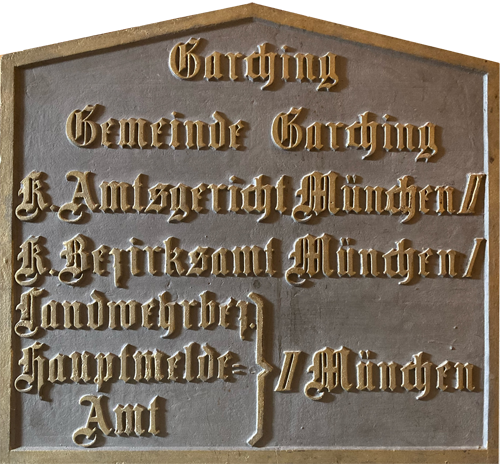 Garching
Gemeinde Garching
K. Amtsgericht München //
K. Bezirksamt München /
Landwehrbez.
Hauptmelde=
Amt
// München